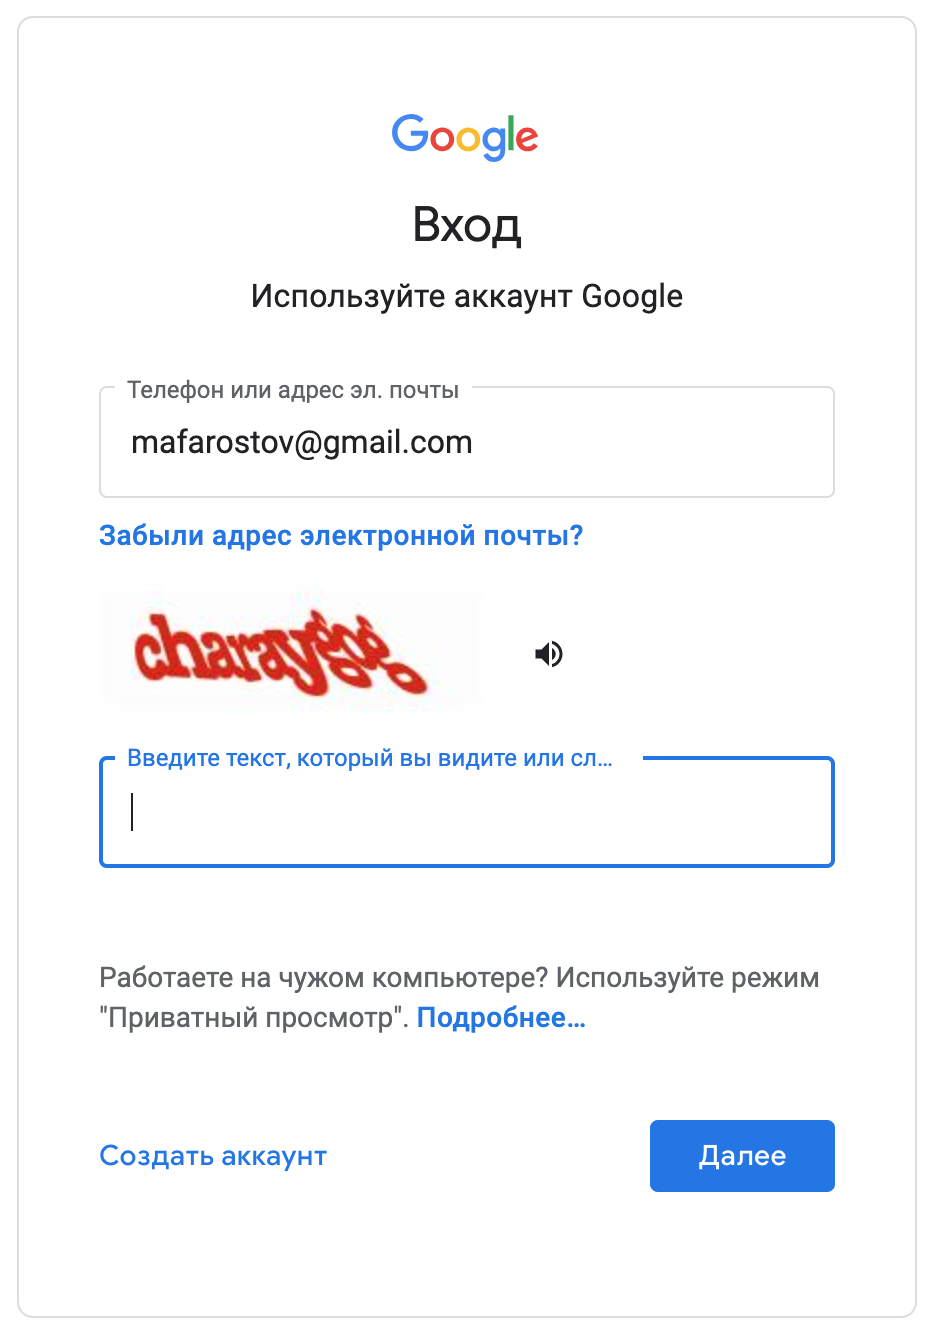 Google
Вход
Используйте аккаунт Google
Телефон или адрес эл. почты
mafarostov@gmail.com
Забыли адрес электронной почты?
Введите текст, который вы видите или сл...
Работаете на чужом компьютере? Используйте режим
"Приватный просмотр". Подробнее...
Создать аккаунт
Далее